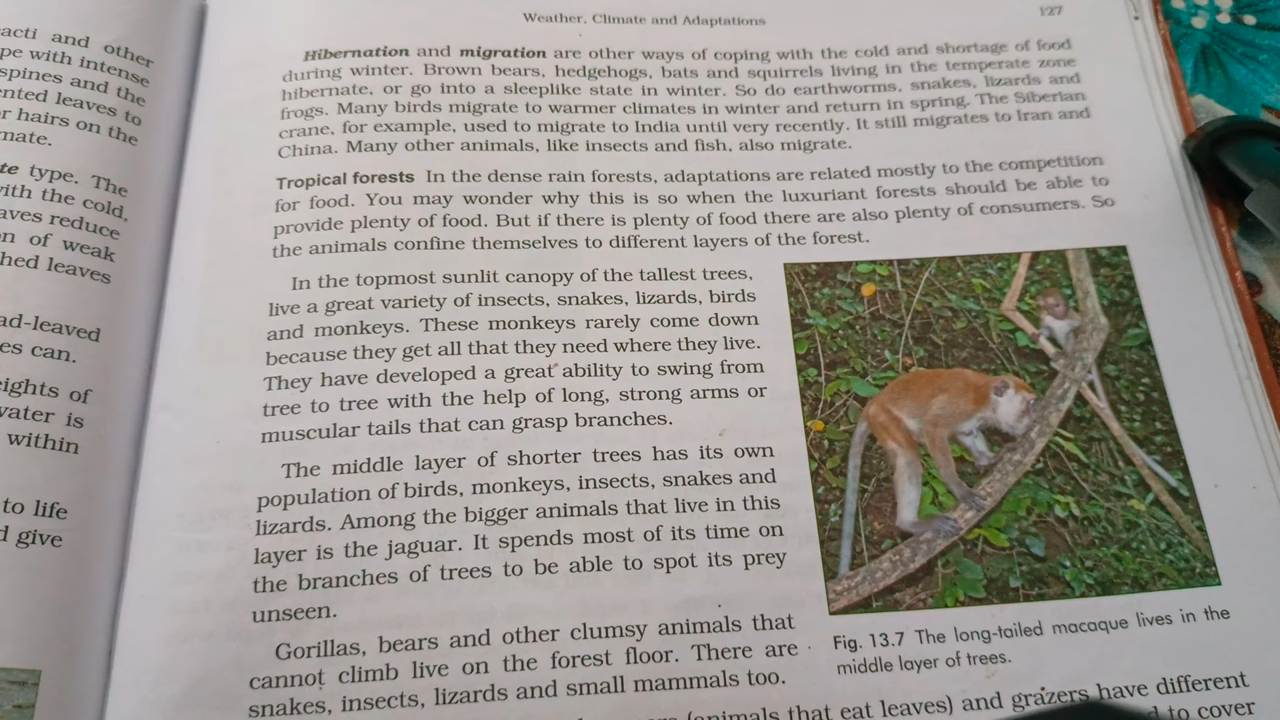 acti and other
pe with intense
spines and the
nted leaves to
r hairs on the
mate.
te type. The
ith the cold,
aves reduce
n of weak
hed leaves
ad-leaved
es can.
ights of
vater is
within
to life
d give
Weather, Climate and Adaptations
127
Hibernation and migration are other ways of coping with the cold and shortage of food
during winter. Brown bears, hedgehogs, bats and squirrels living in the temperate zone
hibernate, or go into a sleeplike state in winter. So do earthworms, snakes, lizards and
frogs. Many birds migrate to warmer climates in winter and return in spring. The Siberian
crane, for example, used to migrate to India until very recently. It still migrates to Iran and
China. Many other animals, like insects and fish, also migrate.
Tropical forests In the dense rain forests, adaptations are related mostly to the competition
for food. You may wonder why this is so when the luxuriant forests should be able to
provide plenty of food. But if there is plenty of food there are also plenty of consumers. So
the animals confine themselves to different layers of the forest.
In the topmost sunlit canopy of the tallest trees,
live a great variety of insects, snakes, lizards, birds
and monkeys. These monkeys rarely come down
because they get all that they need where they live.
They have developed a great ability to swing from
tree to tree with the help of long, strong arms or
muscular tails that can grasp branches.
The middle layer of shorter trees has its own
population of birds, monkeys, insects, snakes and
lizards. Among the bigger animals that live in this
layer is the jaguar. It spends most of its time on
the branches of trees to be able to spot its prey
unseen.
Gorillas, bears and other clumsy animals that
cannot climb live on the forest floor. There are
snakes, insects, lizards and small mammals too.
Fig. 13.7 The long-tailed macaque lives in the
middle layer of trees.
(animals that eat leaves) and grazers have different
to cover